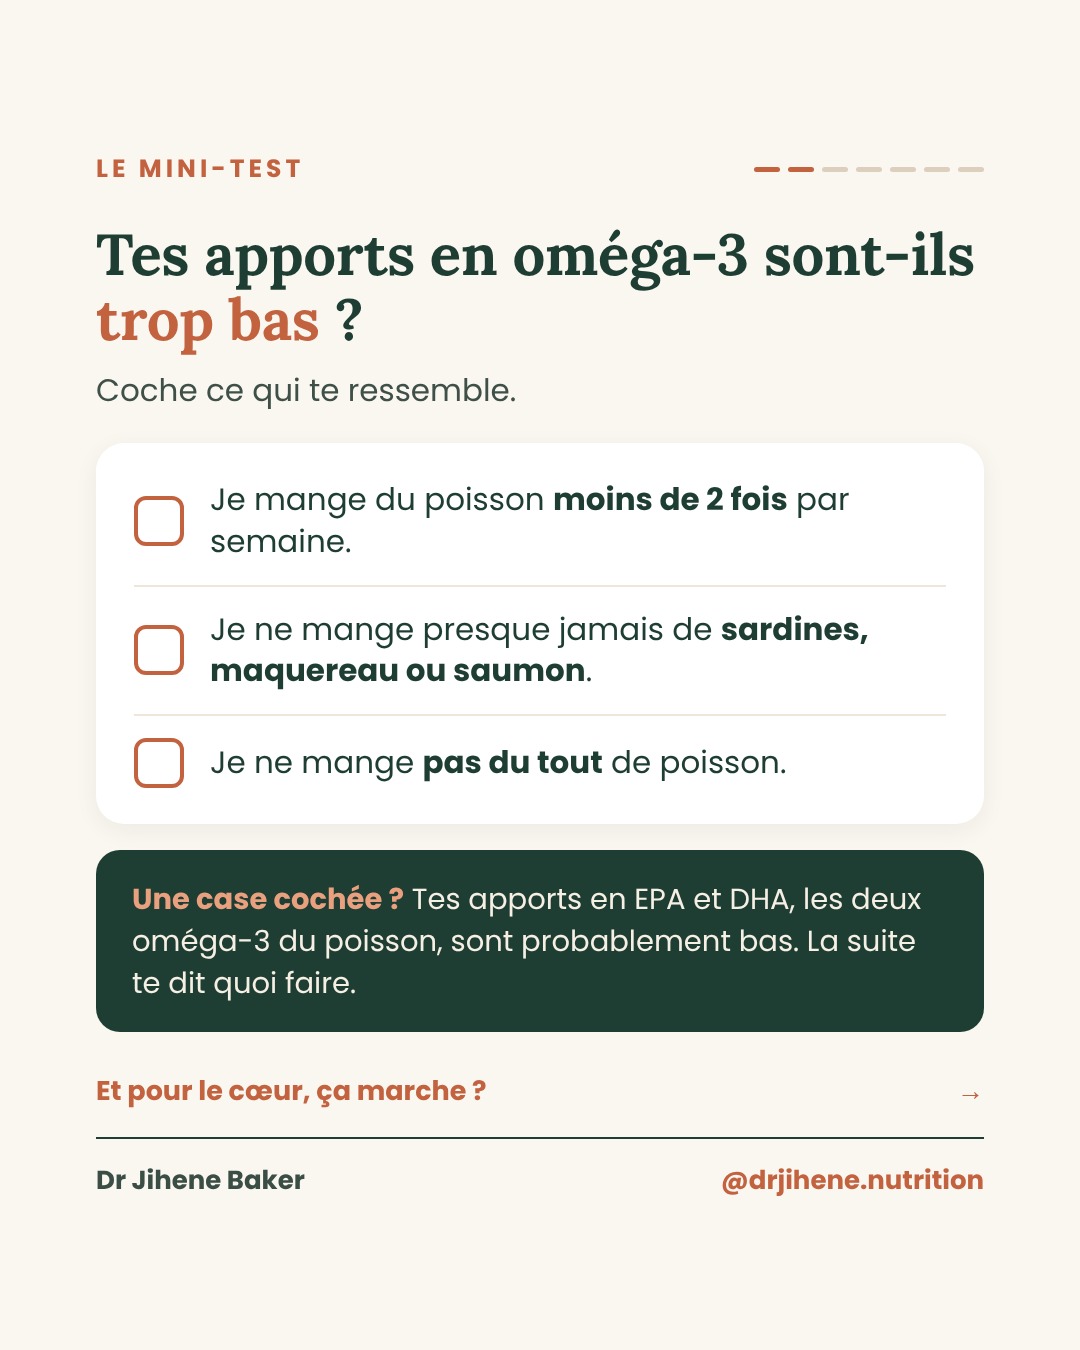 LE MINI-TEST
Tes apports en oméga-3 sont-ils
trop bas ?
Coche ce qui te ressemble.
Je mange du poisson moins de 2 fois par
semaine.
Je ne mange presque jamais de sardines,
maquereau ou saumon.
Je ne mange pas du tout de poisson.
Une case cochée ? Tes apports en EPA et DHA, les deux
oméga-3 du poisson, sont probablement bas. La suite
te dit quoi faire.
Et pour le cœur, ça marche ? →
Dr Jihene Baker @drjihene.nutrition